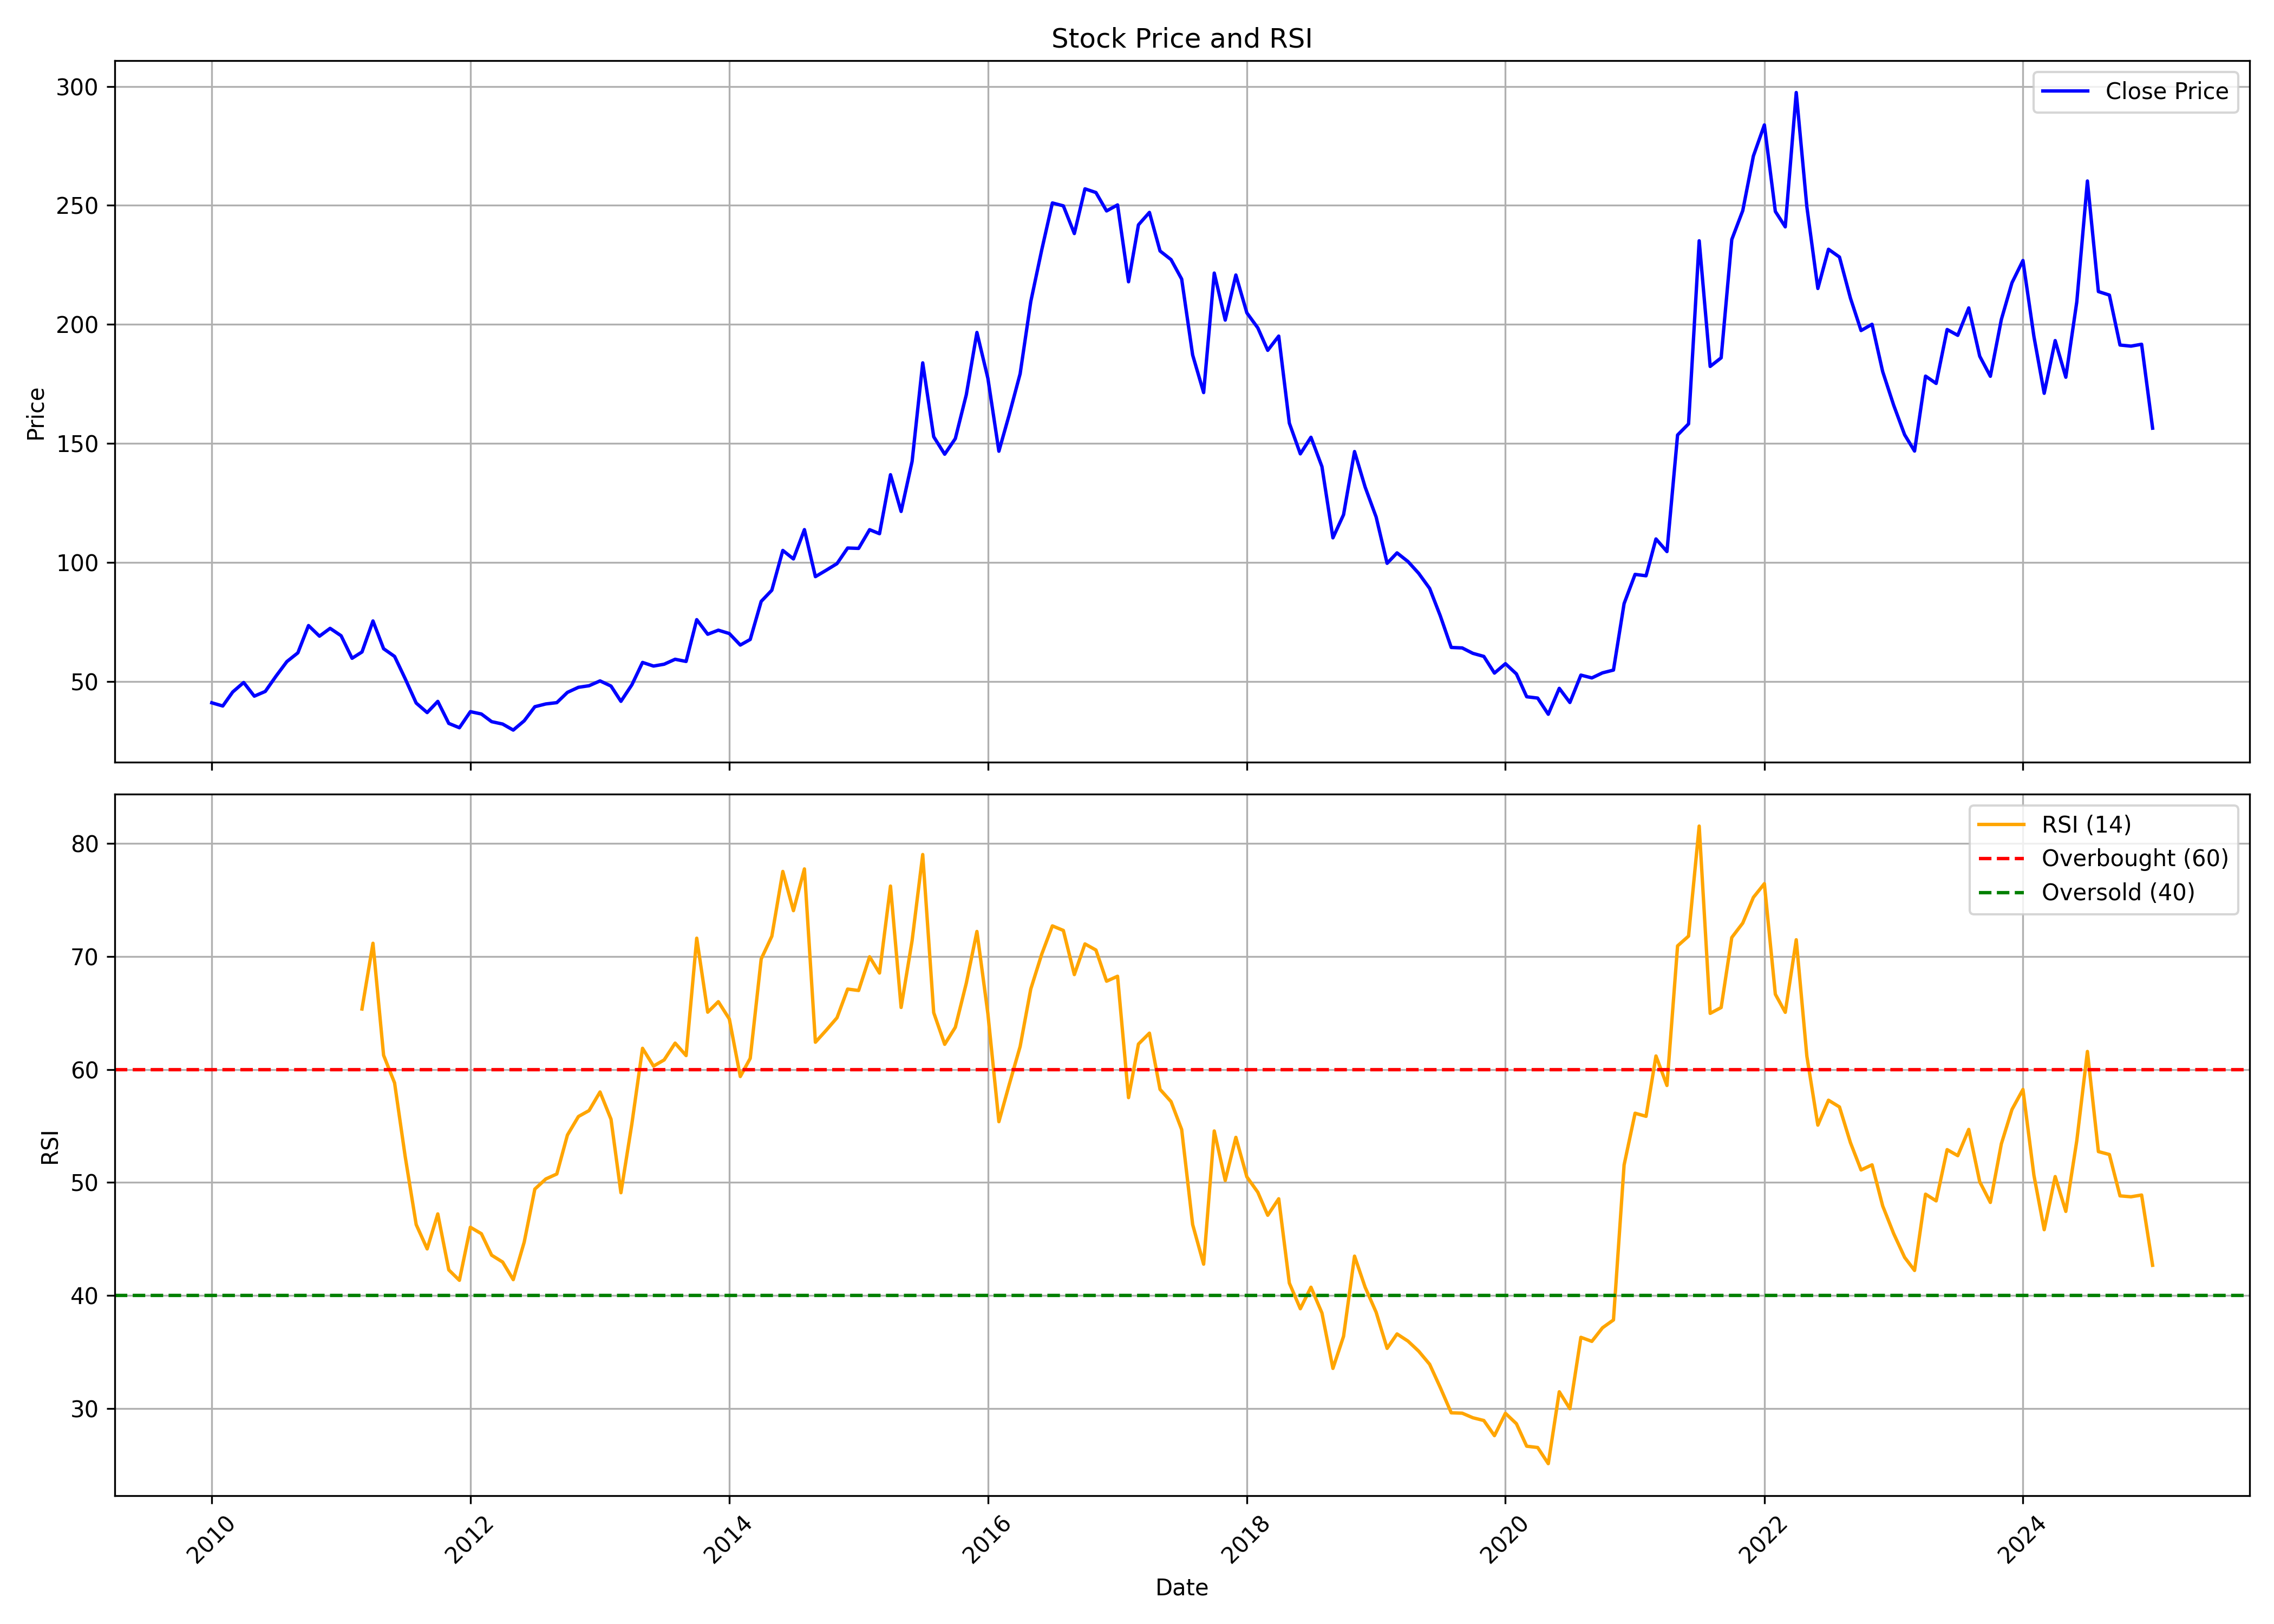 Stock Price and RSI
300
250
200
150
100
50
Price
Close Price
80
70
60
50
40
30
RSI
RSI (14)
Overbought (60)
Oversold (40)
2010
2012
2014
2016
2018
2020
2022
2024
Date